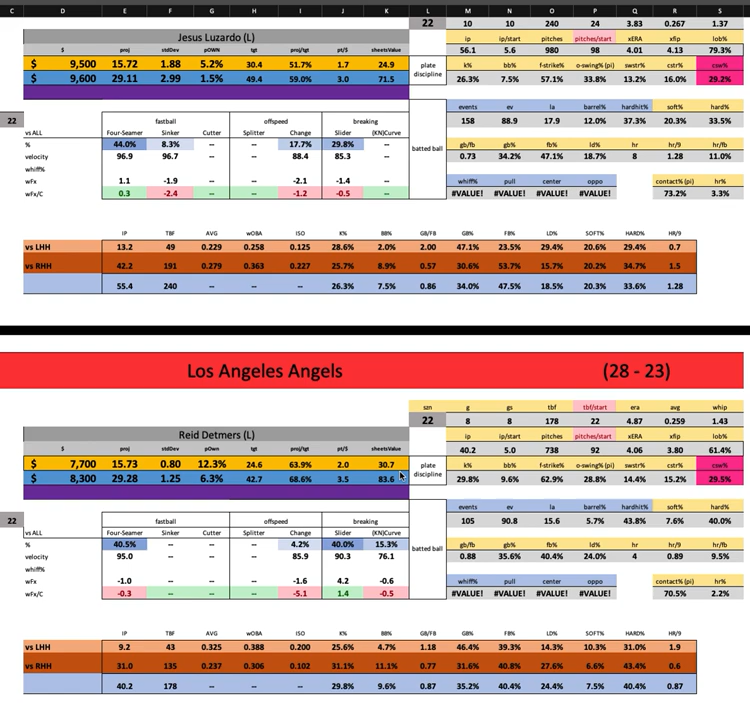 C D E F G H I J K L M N O P Q R S
22 10 10 240 24 3.83 0.267 1.37
Jesus Luzardo (L) ip ip/start pitches pitches/start xERA xfip lob%
$ proj stdDev pOWN tgt proj/tgt pt/$ sheetsValue 56.1 5.6 980 98 4.01 4.13 79.3%
$ 9,500 15.72 1.88 5.2% 30.4 51.7% 1.7 24.9 plate discipline k% bb% f-strike% o-swing% (pi) swstr% cstr% csw%
$ 9,600 29.11 2.99 1.5% 49.4 59.0% 3.0 71.5 26.3% 7.5% 57.1% 33.8% 13.2% 16.0% 29.2%
events ev la barrel% hardhit% soft% hard%
22 fastball offspeed breaking 158 88.9 17.9 12.0% 37.3% 20.3% 33.5%
vs ALL Four-Seamer Sinker Cutter Splitter Change Slider (KN)Curve
% 44.0% 8.3% -- -- 17.7% 29.8% -- batted ball gb/fb gb% fb% ld% hr hr/9 hr/fb
velocity 96.9 96.7 -- -- 88.4 85.3 -- 0.73 34.2% 47.1% 18.7% 8 1.28 11.0%
whiff%
wFx 1.1 -1.9 -- -- -2.1 -1.4 -- whiff% pull center oppo contact% (pi) hr%
wFx/C 0.3 -2.4 -- -- -1.2 -0.5 -- #VALUE! #VALUE! #VALUE! #VALUE! 73.2% 3.3%
IP TBF AVG wOBA ISO K% BB% GB/FB GB% FB% LD% SOFT% HARD% HR/9
vs LHH 13.2 49 0.229 0.258 0.125 28.6% 2.0% 2.00 47.1% 23.5% 29.4% 20.6% 29.4% 0.7
vs RHH 42.2 191 0.279 0.363 0.227 25.7% 8.9% 0.57 30.6% 53.7% 15.7% 20.2% 34.7% 1.5
55.4 240 -- -- -- 26.3% 7.5% 0.86 34.0% 47.5% 18.5% 20.3% 33.6% 1.28
Los Angeles Angels (28 - 23)
szn g gs tbf tbf/start era avg whip
22 8 8 178 22 4.87 0.259 1.43
Reid Detmers (L) ip ip/start pitches pitches/start xERA xfip lob%
$ proj stdDev pOwn tgt proj/tgt pt/$ sheetsValue 40.2 5.0 738 92 4.06 3.80 61.4%
$ 7,700 15.73 0.80 12.3% 24.6 63.9% 2.0 30.7 plate discipline k% bb% f-strike% o-swing% (pi) swstr% cstr% csw%
$ 8,300 29.28 1.25 6.3% 42.7 68.6% 3.5 83.6 29.8% 9.6% 62.9% 28.8% 14.4% 15.2% 29.5%
events ev la barrel% hardhit% soft% hard%
22 fastball offspeed breaking 105 90.8 15.6 5.7% 43.8% 7.6% 40.0%
vs ALL Four-Seamer Sinker Cutter Splitter Change Slider (KN)Curve
% 40.5% -- -- -- 4.2% 40.0% 15.3% batted ball gb/fb gb% fb% ld% hr hr/9 hr/fb
velocity 95.0 -- -- -- 85.9 90.3 76.1 0.88 35.6% 40.4% 24.0% 4 0.89 9.5%
whiff%
wFx -1.0 -- -- -- -1.6 4.2 -0.6 whiff% pull center oppo contact% (pi) hr%
wFx/C -0.3 -- -- -- -5.1 1.4 -0.5 #VALUE! #VALUE! #VALUE! #VALUE! 70.5% 2.2%
IP TBF AVG wOBA ISO K% BB% GB/FB GB% FB% LD% SOFT% HARD% HR/9
vs LHH 9.2 43 0.325 0.388 0.200 25.6% 4.7% 1.18 46.4% 39.3% 14.3% 10.3% 31.0% 1.9
vs RHH 31.0 135 0.237 0.306 0.102 31.1% 11.1% 0.77 31.6% 40.8% 27.6% 6.6% 43.4% 0.6
40.2 178 -- -- -- 29.8% 9.6% 0.87 35.2% 40.4% 24.4% 7.5% 40.4% 0.87